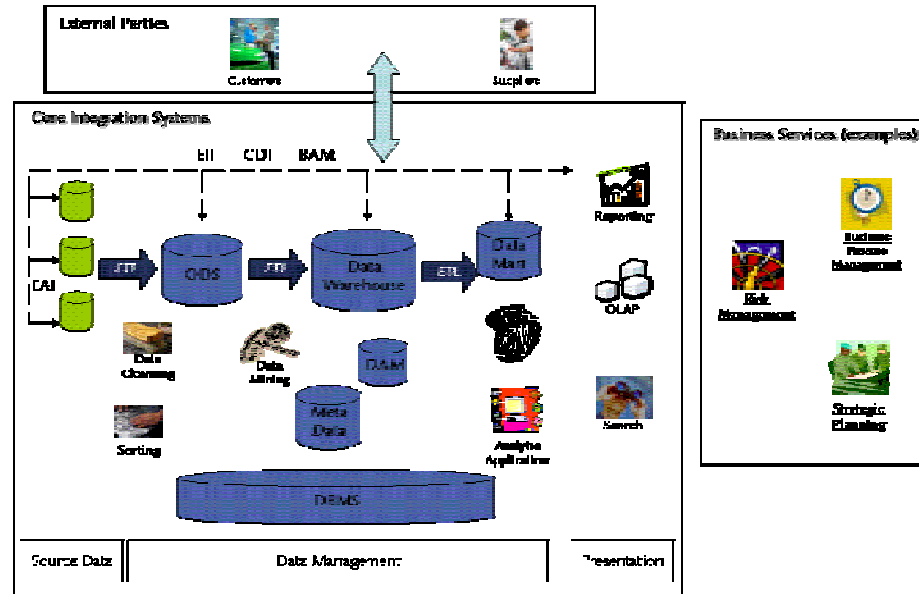 External Parties
Customers
Suppliers
Core Integration Systems
EII CDI BAM
Business Services (examples)
Reporting
Business
Process
Management
ODS
Data
Warehouse
Data
Mart
ETL
EAI
Risk
Management
OLAP
Data
Cleansing
Data
Mining
DAM
Meta
Data
Sorting
Analytic
Applications
Search
Strategic
Planning
DBMS
Source Data
Data Management
Presentation